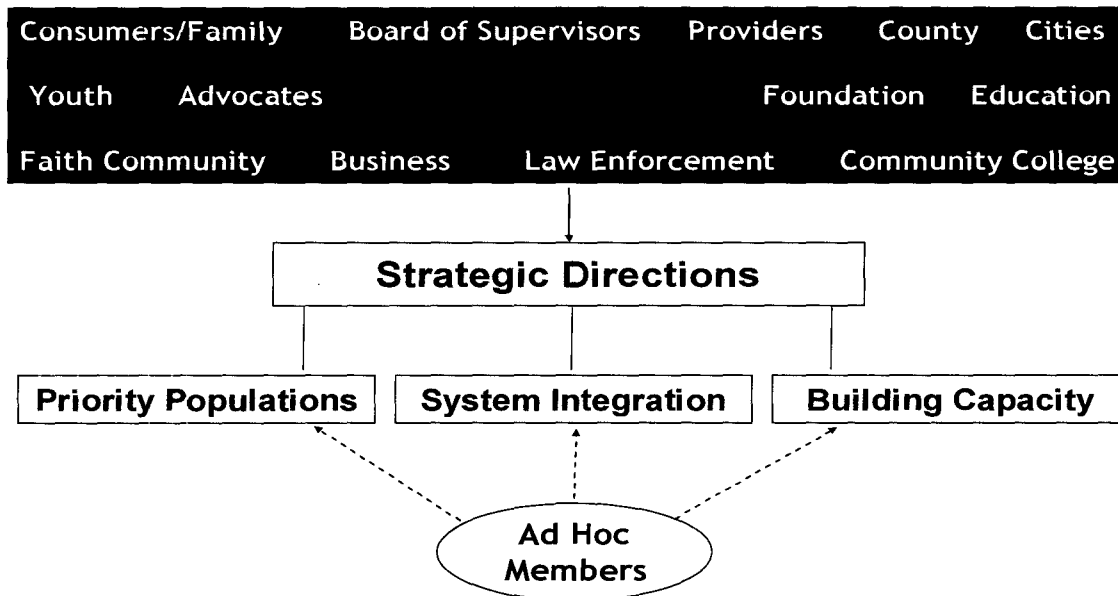 Consumers/Family Board of Supervisors Providers County Cities
Youth Advocates Foundation Education
Faith Community Business Law Enforcement Community College
Strategic Directions
Priority Populations System Integration Building Capacity
Ad Hoc
Members